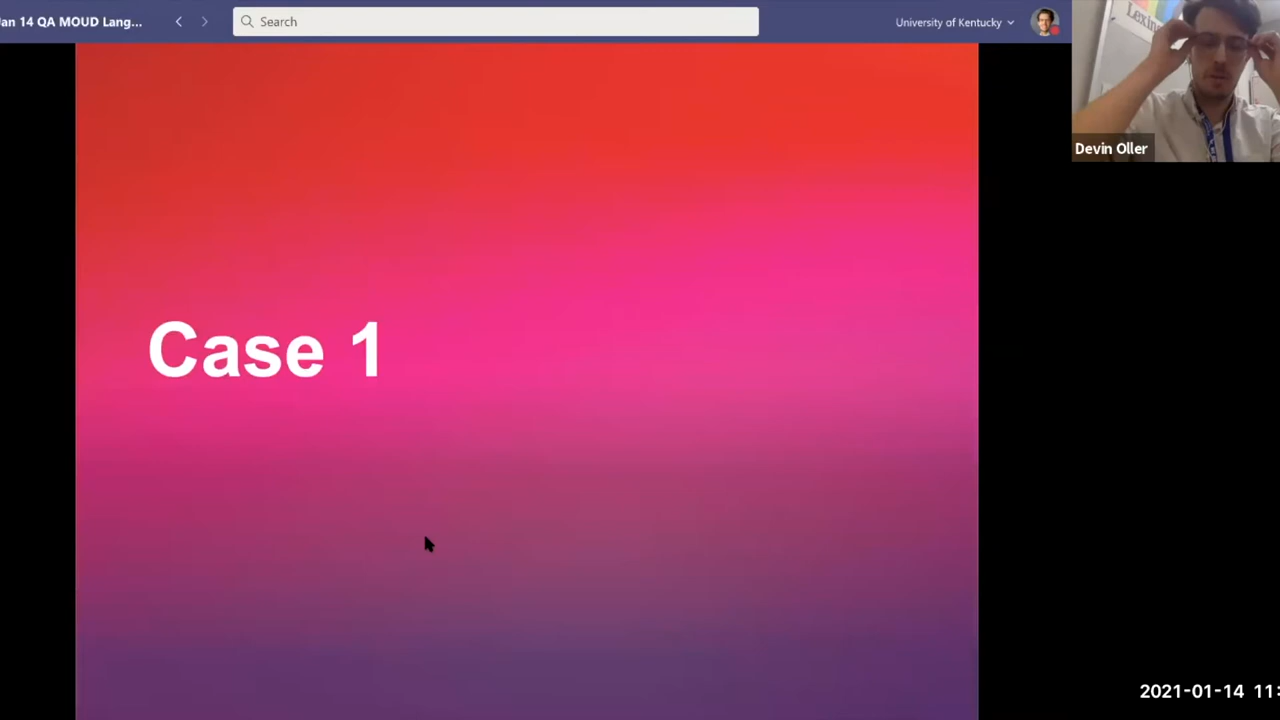 Jan 14 QA MOUD Lang...
Search
University of Kentucky
Devin Oller
Case 1
2021-01-14 11: